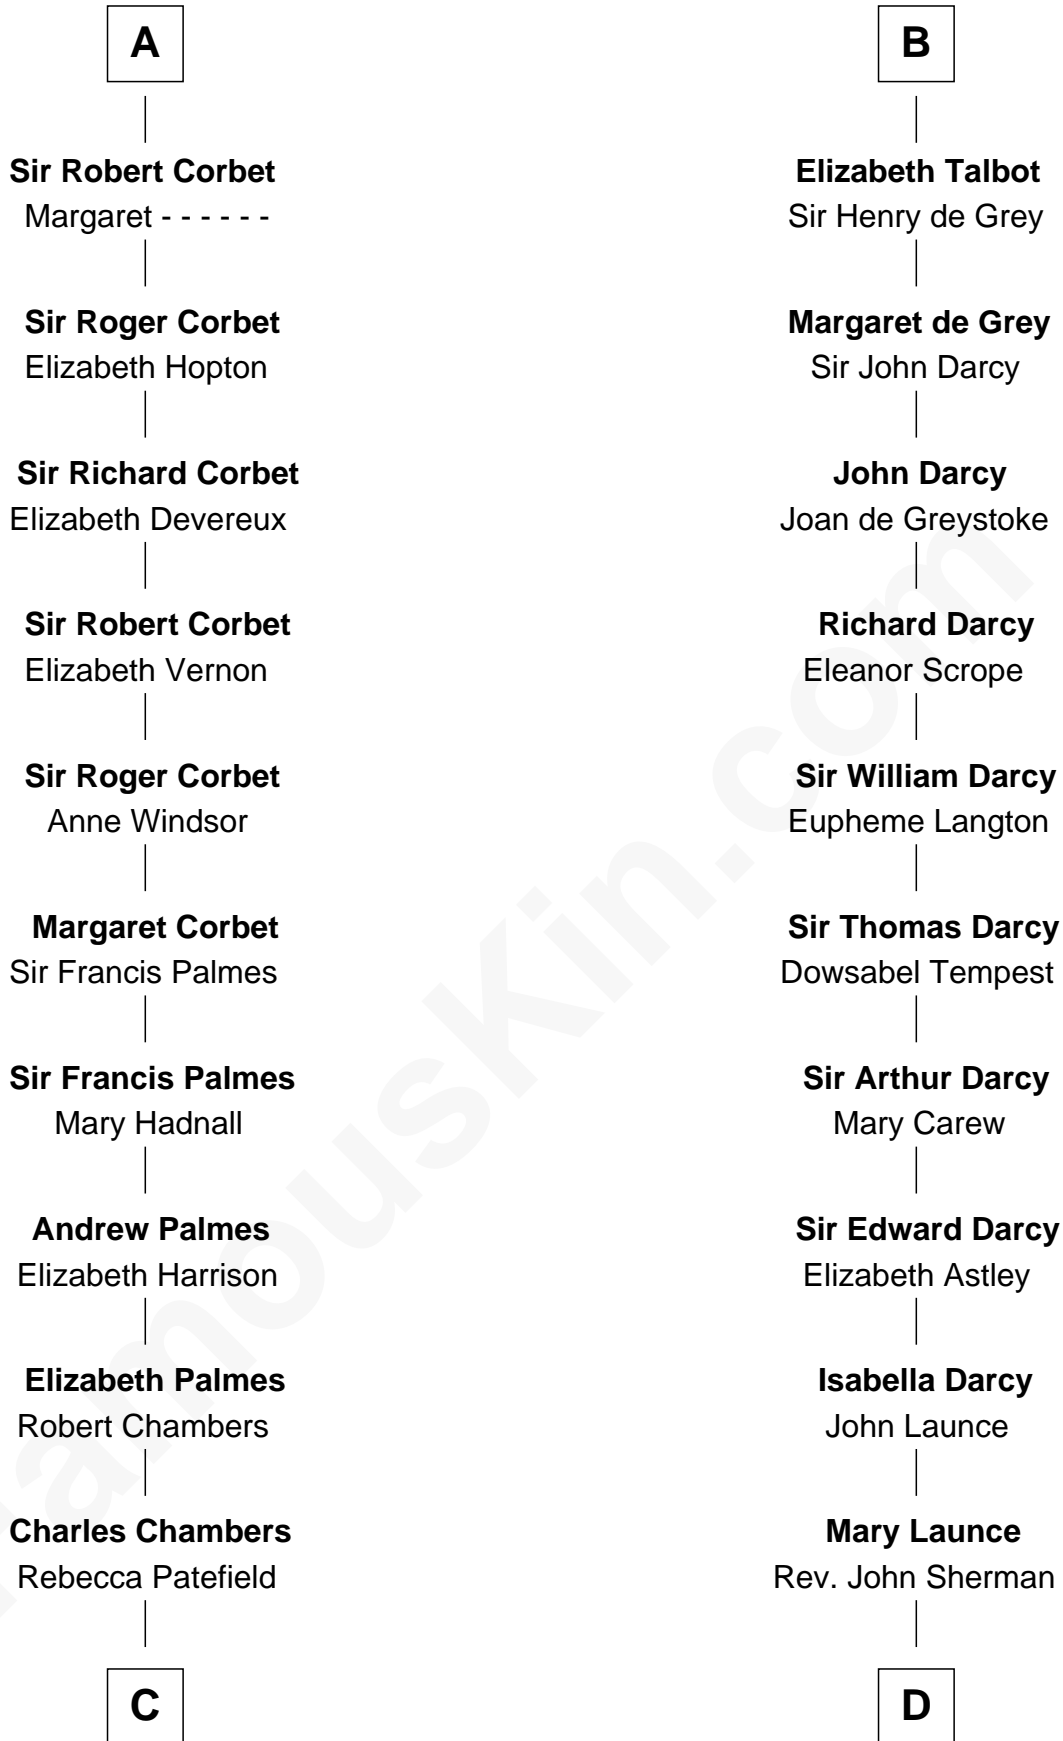 A
Sir Robert Corbet
Margaret - - - - - -
Sir Roger Corbet
Elizabeth Hopton
Sir Richard Corbet
Elizabeth Devereux
Sir Robert Corbet
Elizabeth Vernon
Sir Roger Corbet
Anne Windsor
Margaret Corbet
Sir Francis Palmes
Sir Francis Palmes
Mary Hadnall
Andrew Palmes
Elizabeth Harrison
Elizabeth Palmes
Robert Chambers
Charles Chambers
Rebecca Patefield
C
B
Elizabeth Talbot
Sir Henry de Grey
Margaret de Grey
Sir John Darcy
John Darcy
Joan de Greystoke
Richard Darcy
Eleanor Scrope
Sir William Darcy
Eupheme Langton
Sir Thomas Darcy
Dowsabel Tempest
Sir Arthur Darcy
Mary Carew
Sir Edward Darcy
Elizabeth Astley
Isabella Darcy
John Launce
Mary Launce
Rev. John Sherman
D
FamousKin.com